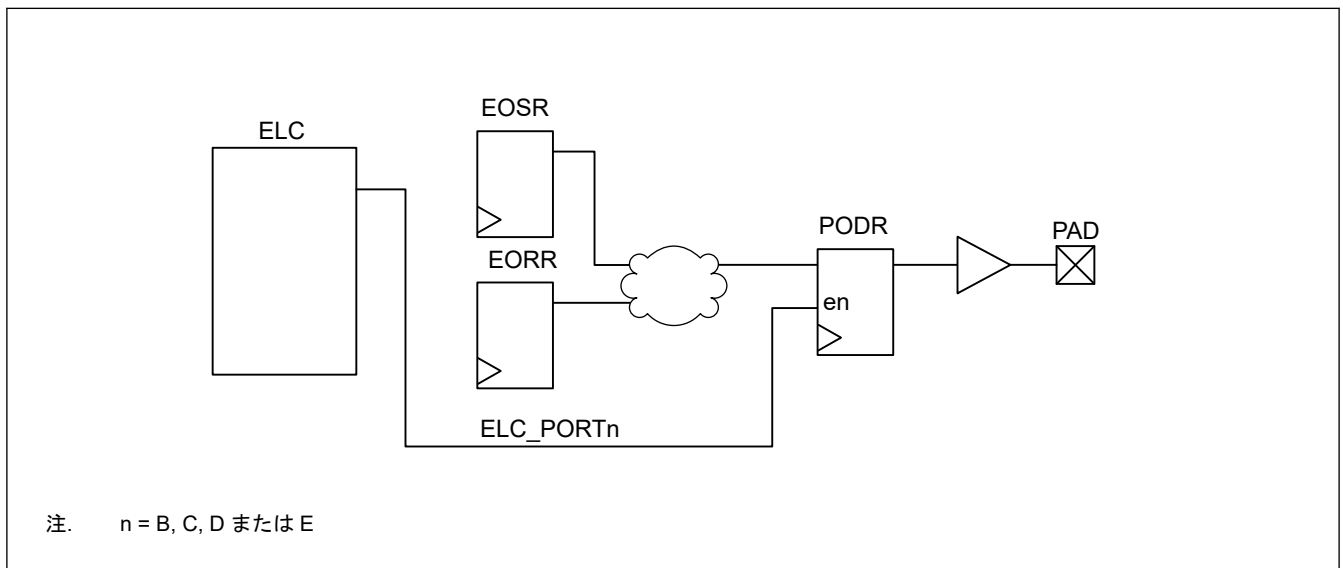 EOSR
ELC
EORR
PODR
PAD
en
ELC_PORTn
注. n = B, C, D または E